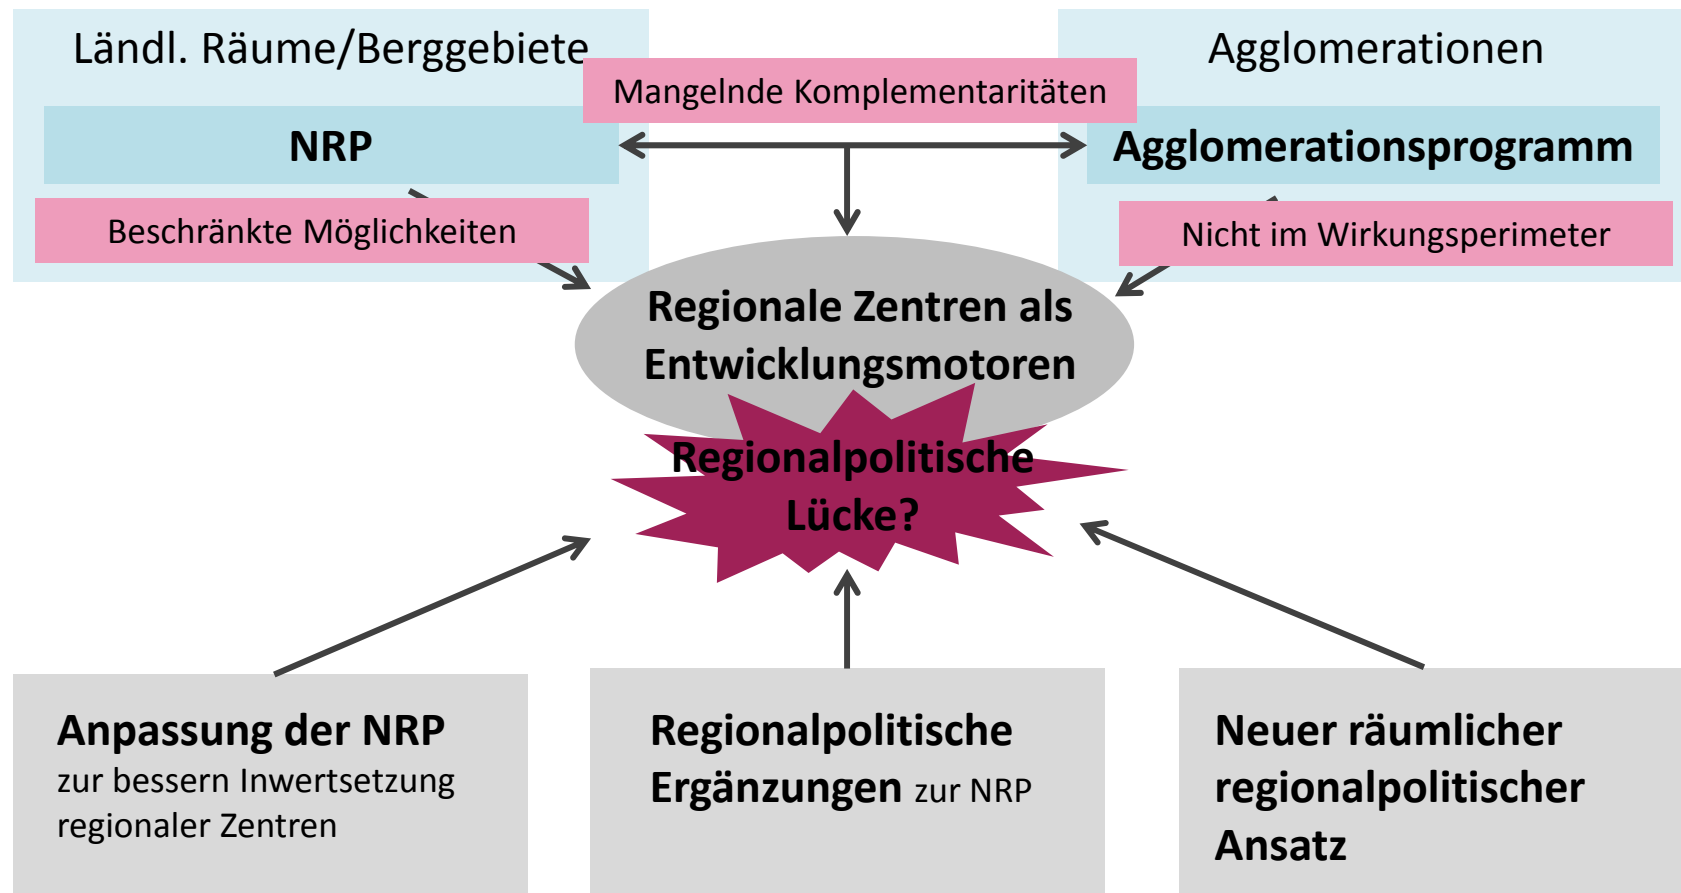 Ländl. Räume/Berggebiete
Agglomerationen
Mangelnde Komplementaritäten
NRP
Agglomerationsprogramm
Beschränkte Möglichkeiten
Nicht im Wirkungsperimeter
Regionale Zentren als
Entwicklungsmotoren
Regionalpolitische
Lücke?
Anpassung der NRP
zur bessern Inwertsetzung
regionaler Zentren
Regionalpolitische
Ergänzungen zur NRP
Neuer räumlicher
regionalpolitischer
Ansatz